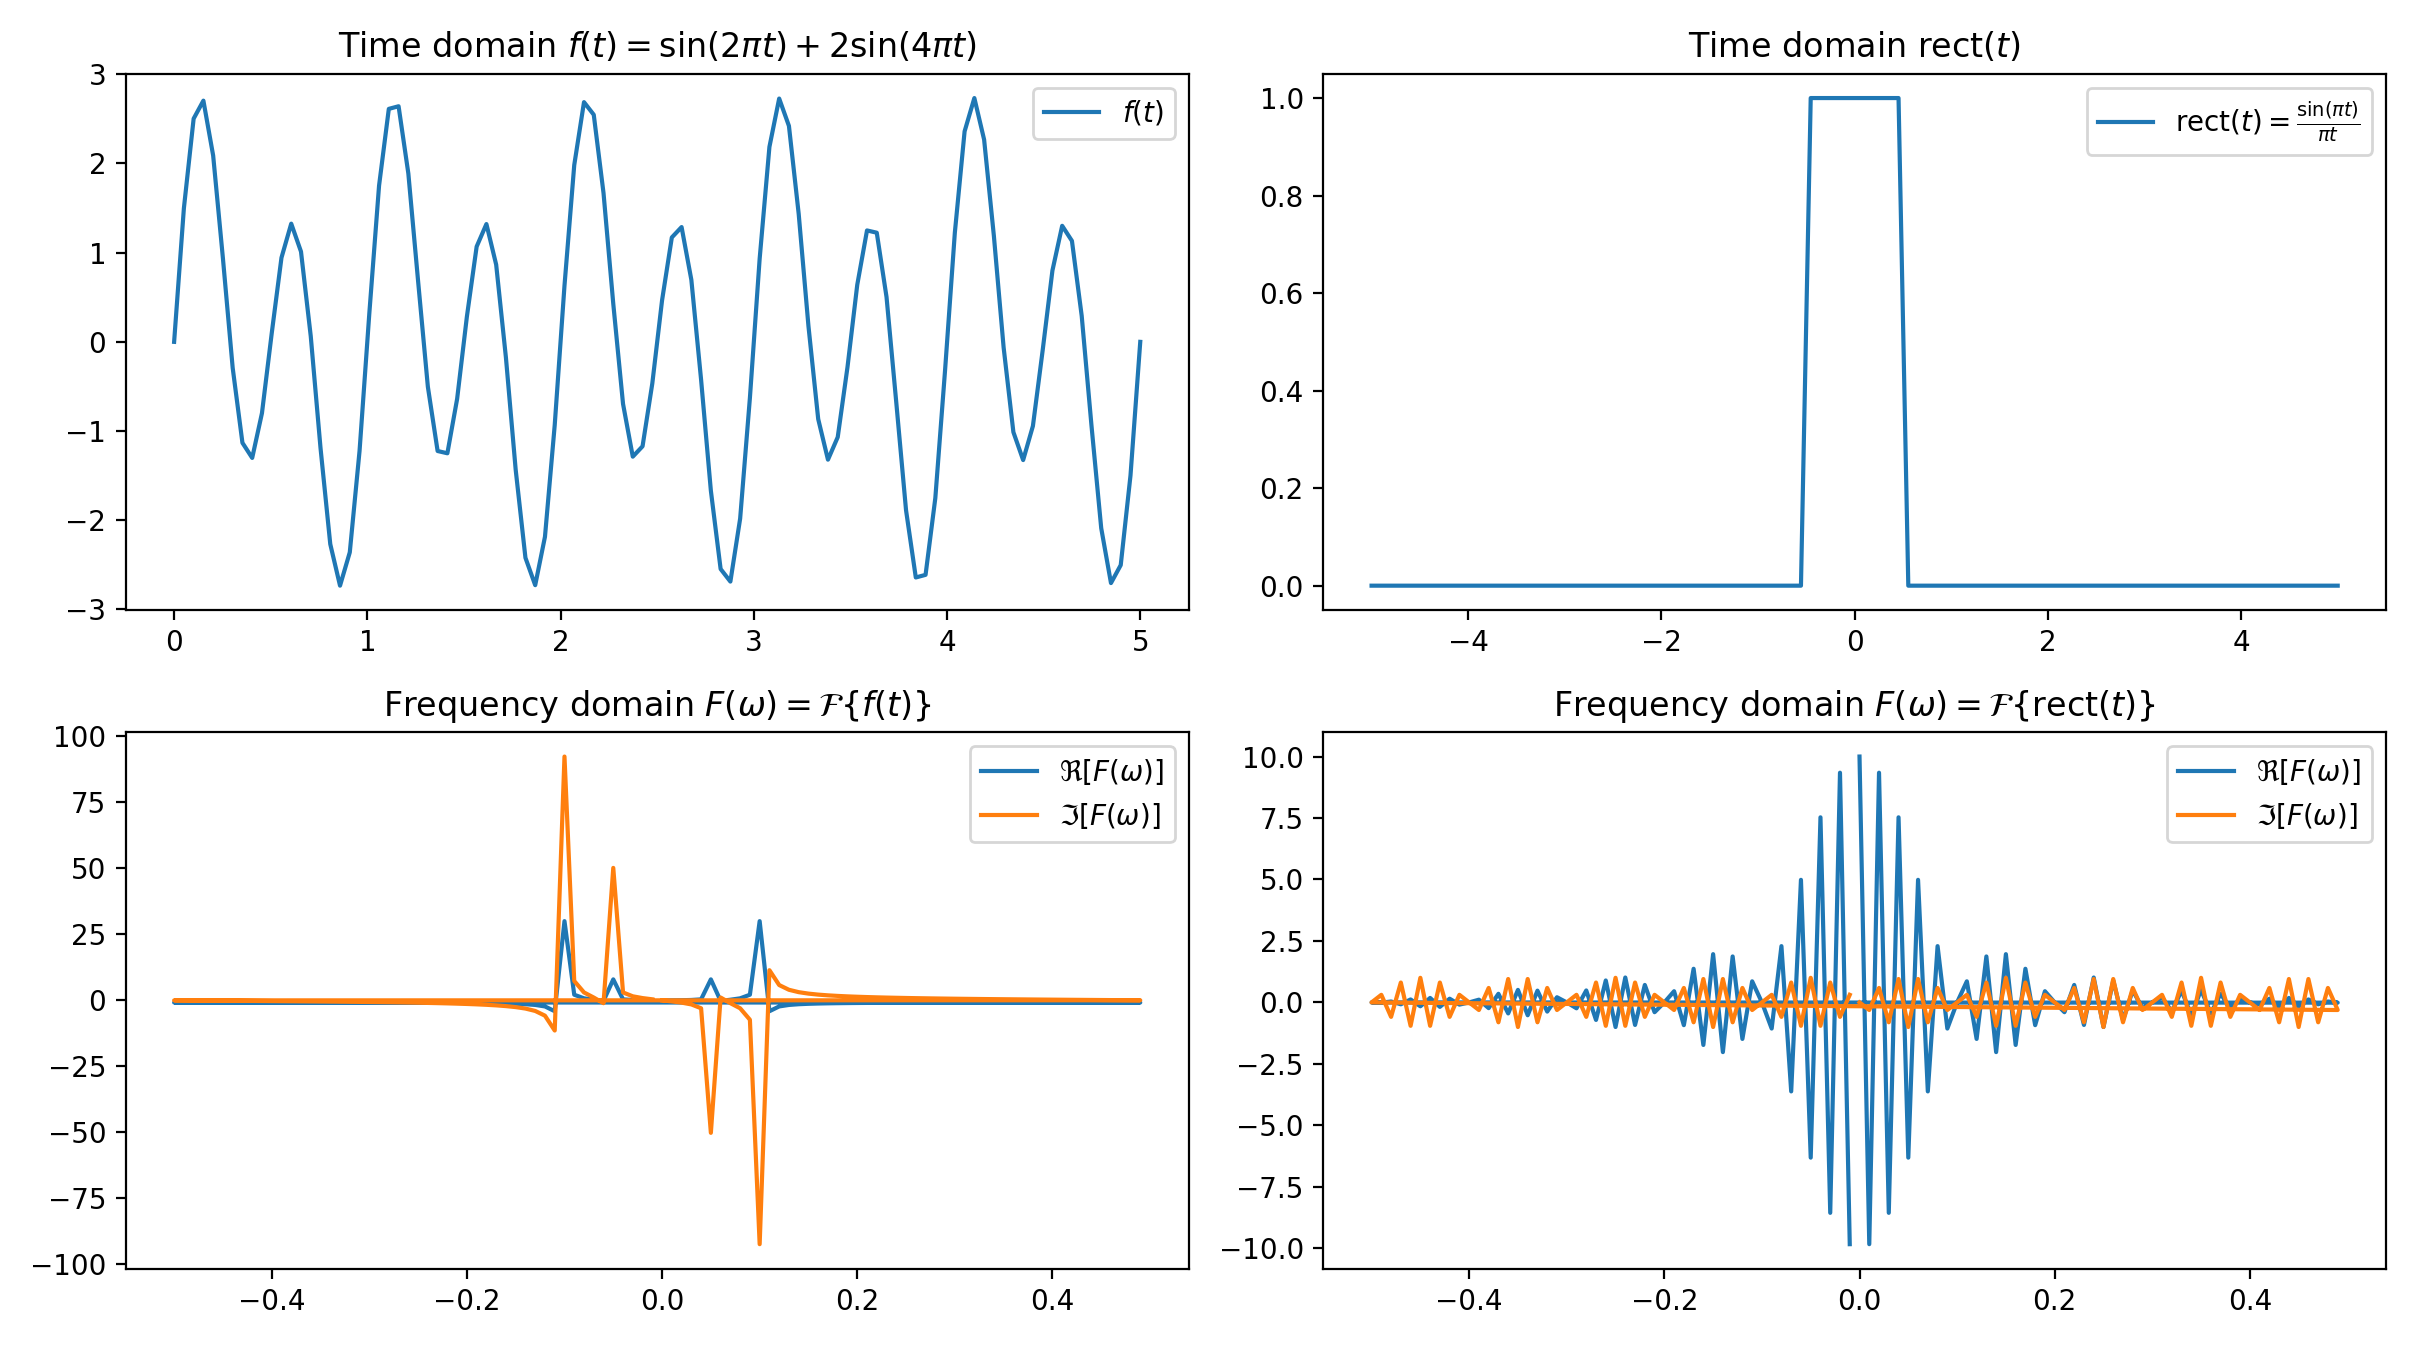 Time domain f(t) = sin(2πt) + 2sin(4πt)
3
2
1
0
−1
−2
−3
f(t)
0 1 2 3 4 5
Time domain rect(t)
1.0
0.8
0.6
0.4
0.2
0.0
rect(t) = sin(πt)/πt
−4 −2 0 2 4
Frequency domain F(ω) = ℱ{f(t)}
100
75
50
25
0
−25
−50
−75
−100
ℜ[F(ω)]
ℑ[F(ω)]
−0.4 −0.2 0.0 0.2 0.4
Frequency domain F(ω) = ℱ{rect(t)}
10.0
7.5
5.0
2.5
0.0
−2.5
−5.0
−7.5
−10.0
ℜ[F(ω)]
ℑ[F(ω)]
−0.4 −0.2 0.0 0.2 0.4